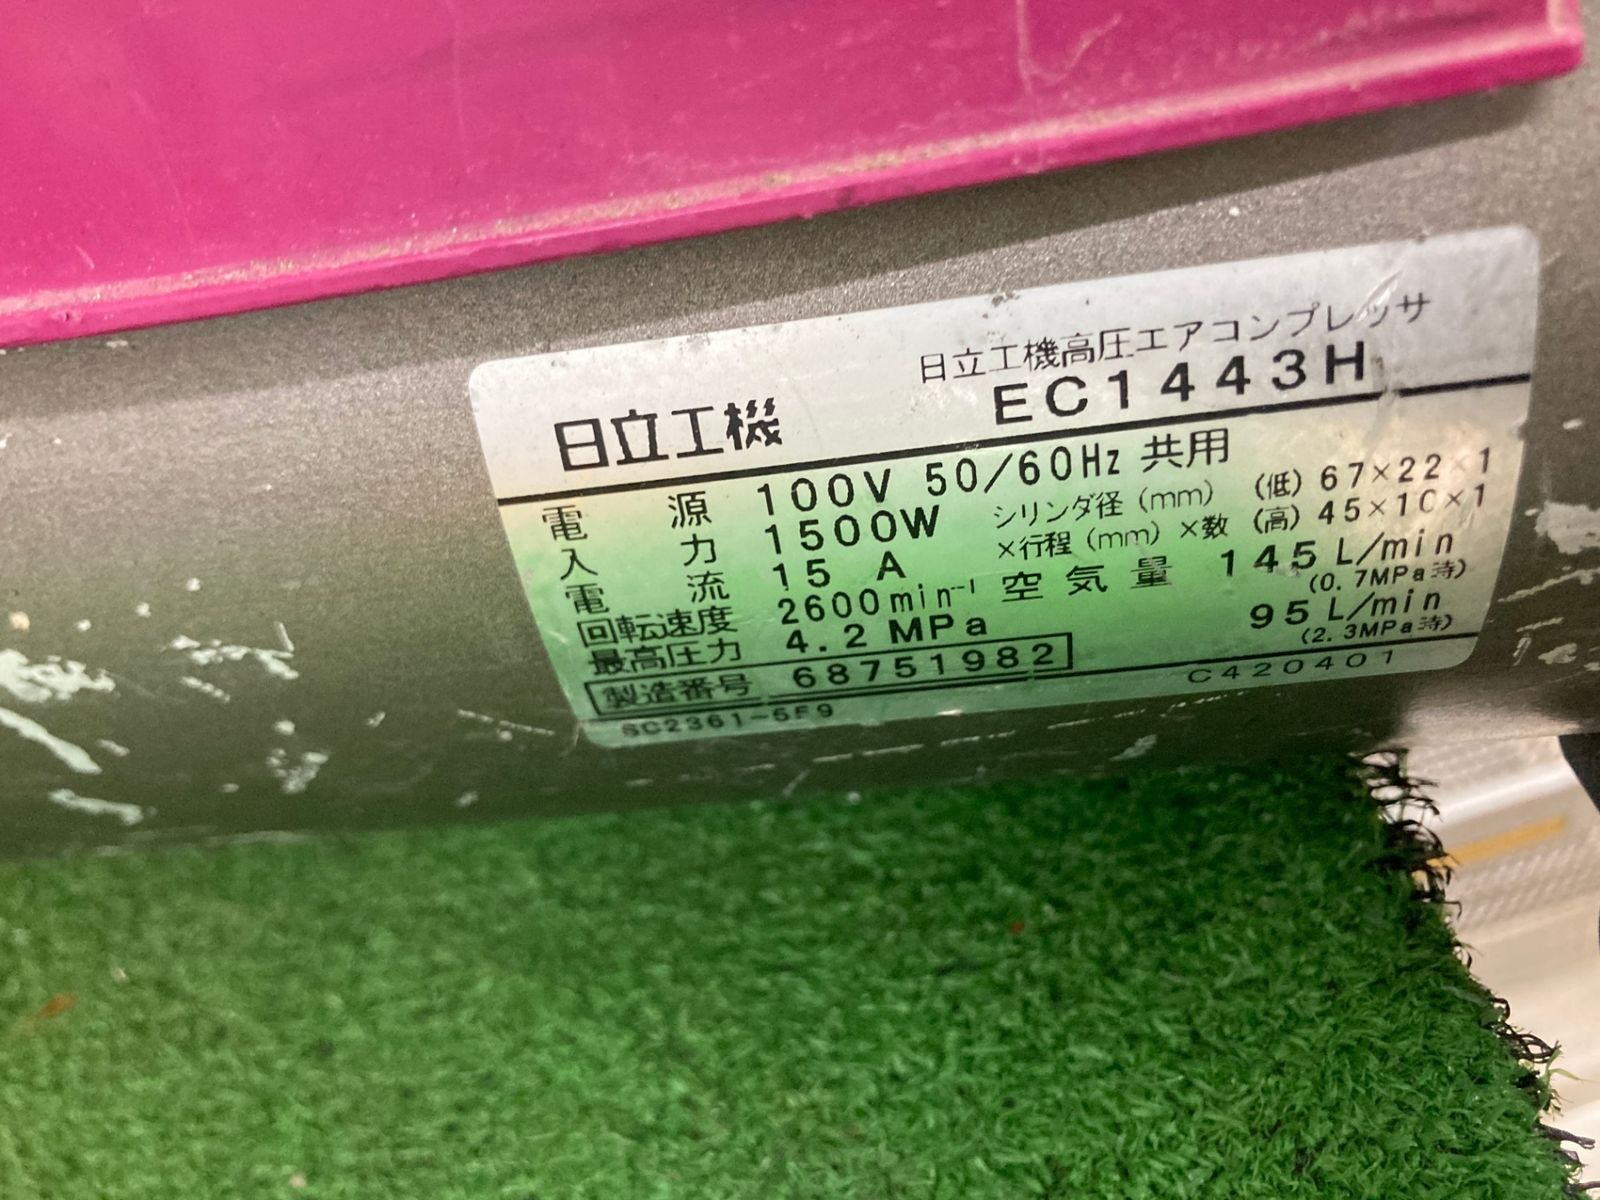 日立工機高圧エアコンプレッサ
日立工機 EC1443H
電源 100V 50/60Hz 共用
入力 1500W
電流 15 A
回転速度 2600min⁻¹
最高圧力 4.2 MPa
製造番号 68751982
シリンダ径(mm) (低) 67×22×1
×行程(mm)×数 (高) 45×10×1
空気量 145 L/min
(0.7MPa時)
95 L/min
(2.3MPa時)
C420401